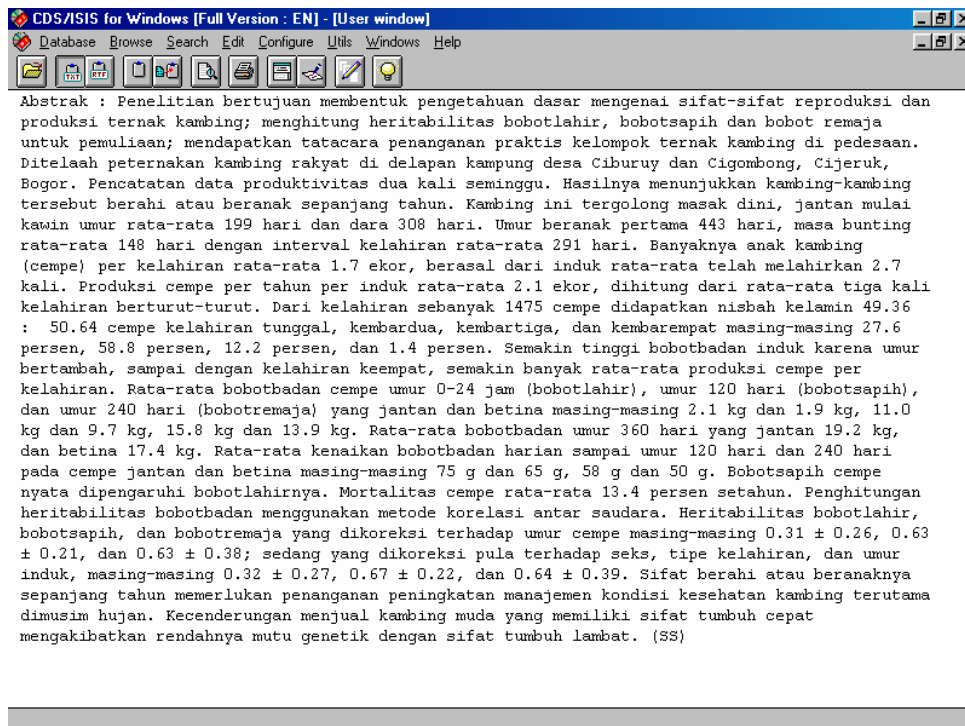 CDS/ISIS for Windows [Full Version : EN] - [User window]
Database Browse Search Edit Configure Utils Windows Help
TXT RTF
Abstrak : Penelitian bertujuan membentuk pengetahuan dasar mengenai sifat-sifat reproduksi dan
produksi ternak kambing; menghitung heritabilitas bobotlahir, bobotsapih dan bobot remaja
untuk pemuliaan; mendapatkan tatacara penanganan praktis kelompok ternak kambing di pedesaan.
Ditelaah peternakan kambing rakyat di delapan kampung desa Ciburuy dan Cigombong, Cijeruk,
Bogor. Pencatatan data produktivitas dua kali seminggu. Hasilnya menunjukkan kambing-kambing
tersebut berahi atau beranak sepanjang tahun. Kambing ini tergolong masak dini, jantan mulai
kawin umur rata-rata 199 hari dan dara 308 hari. Umur beranak pertama 443 hari, masa bunting
rata-rata 148 hari dengan interval kelahiran rata-rata 291 hari. Banyaknya anak kambing
(cempe) per kelahiran rata-rata 1.7 ekor, berasal dari induk rata-rata telah melahirkan 2.7
kali. Produksi cempe per tahun per induk rata-rata 2.1 ekor, dihitung dari rata-rata tiga kali
kelahiran berturut-turut. Dari kelahiran sebanyak 1475 cempe didapatkan nisbah kelamin 49.36
: 50.64 cempe kelahiran tunggal, kembardua, kembartiga, dan kembarempat masing-masing 27.6
persen, 58.8 persen, 12.2 persen, dan 1.4 persen. Semakin tinggi bobotbadan induk karena umur
bertambah, sampai dengan kelahiran keempat, semakin banyak rata-rata produksi cempe per
kelahiran. Rata-rata bobotbadan cempe umur 0-24 jam (bobotlahir), umur 120 hari (bobotsapih),
dan umur 240 hari (bobotremaja) yang jantan dan betina masing-masing 2.1 kg dan 1.9 kg, 11.0
kg dan 9.7 kg, 15.8 kg dan 13.9 kg. Rata-rata bobotbadan umur 360 hari yang jantan 19.2 kg,
dan betina 17.4 kg. Rata-rata kenaikan bobotbadan harian sampai umur 120 hari dan 240 hari
pada cempe jantan dan betina masing-masing 75 g dan 65 g, 58 g dan 50 g. Bobotsapih cempe
nyata dipengaruhi bobotlahirnya. Mortalitas cempe rata-rata 13.4 persen setahun. Penghitungan
heritabilitas bobotbadan menggunakan metode korelasi antar saudara. Heritabilitas bobotlahir,
bobotsapih, dan bobotremaja yang dikoreksi terhadap umur cempe masing-masing 0.31 ± 0.26, 0.63
± 0.21, dan 0.63 ± 0.38; sedang yang dikoreksi pula terhadap seks, tipe kelahiran, dan umur
induk, masing-masing 0.32 ± 0.27, 0.67 ± 0.22, dan 0.64 ± 0.39. Sifat berahi atau beranaknya
sepanjang tahun memerlukan penanganan peningkatan manajemen kondisi kesehatan kambing terutama
dimusim hujan. Kecenderungan menjual kambing muda yang memiliki sifat tumbuh cepat
mengakibatkan rendahnya mutu genetik dengan sifat tumbuh lambat. (SS)